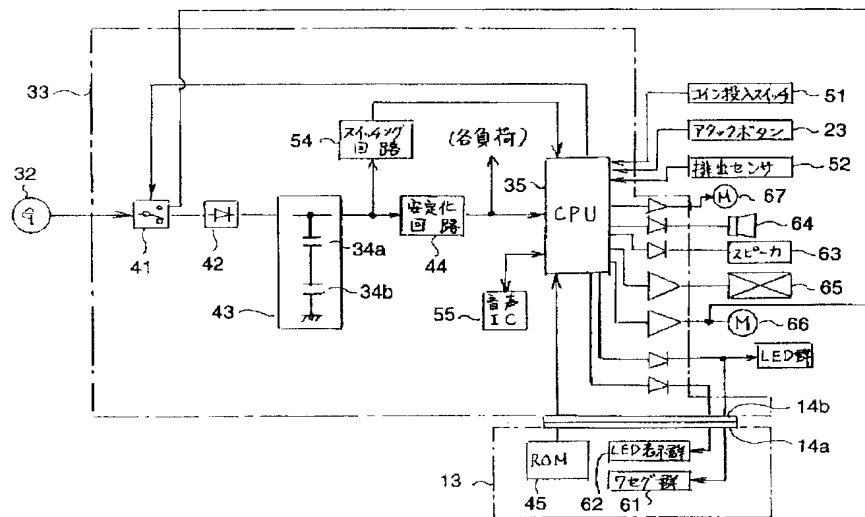 33
スイッチング
回路
54
(各負荷)
コイン投入スイッチ
51
アタックボタン
23
排出センサ
52
35
CPU
M
67
64
スピーカ
63
65
M
66
LED群
32
G
41
42
34a
34b
43
安定化
回路
44
55
音声
IC
14b
14a
13
ROM
45
LED表示群
62
7セグ群
61